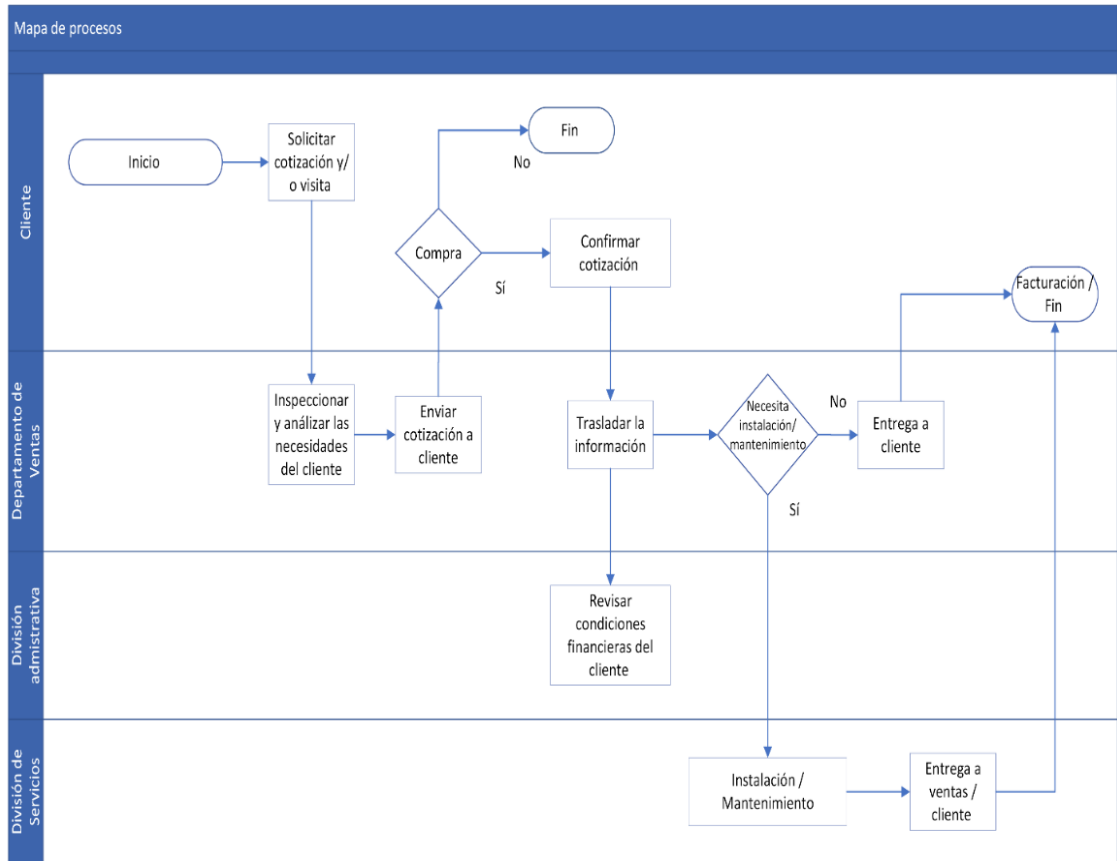 Mapa de procesos
Cliente
Inicio
Solicitar
cotización y/
o visita
Fin
No
Compra
Sí
Confirmar
cotización
Facturación /
Fin
Departamento de
Ventas
Inspeccionar
y análizar las
necesidades
del cliente
Enviar
cotización a
cliente
Trasladar la
información
Necesita
instalación/
mantenimiento
No
Entrega a
cliente
Sí
División
admistrativa
Revisar
condiciones
financieras del
cliente
División de
Servicios
Instalación /
Mantenimiento
Entrega a
ventas /
cliente